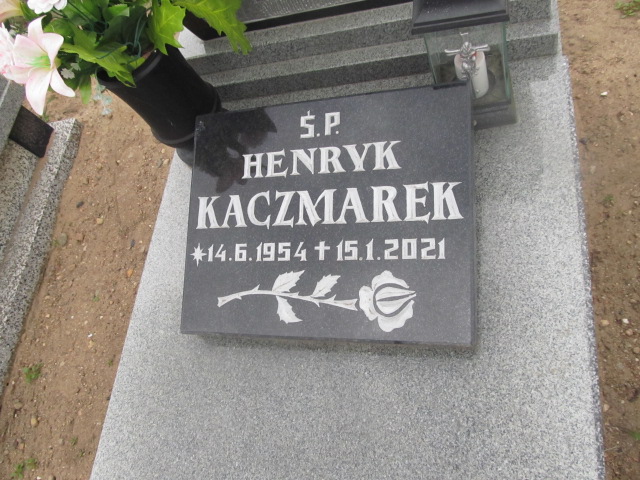 Ś.P.
HENRYK
KACZMAREK
*14.6.1954 ✝ 15.1.2021